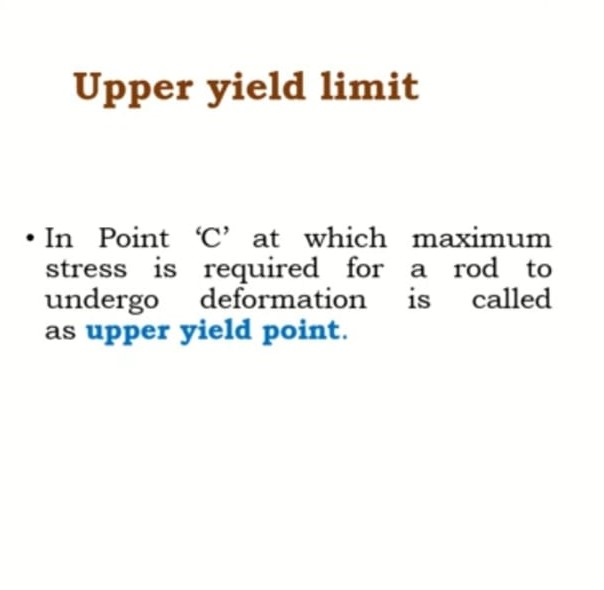 Upper yield limit
• In Point ‘C’ at which maximum
stress is required for a rod to
undergo deformation is called
as upper yield point.